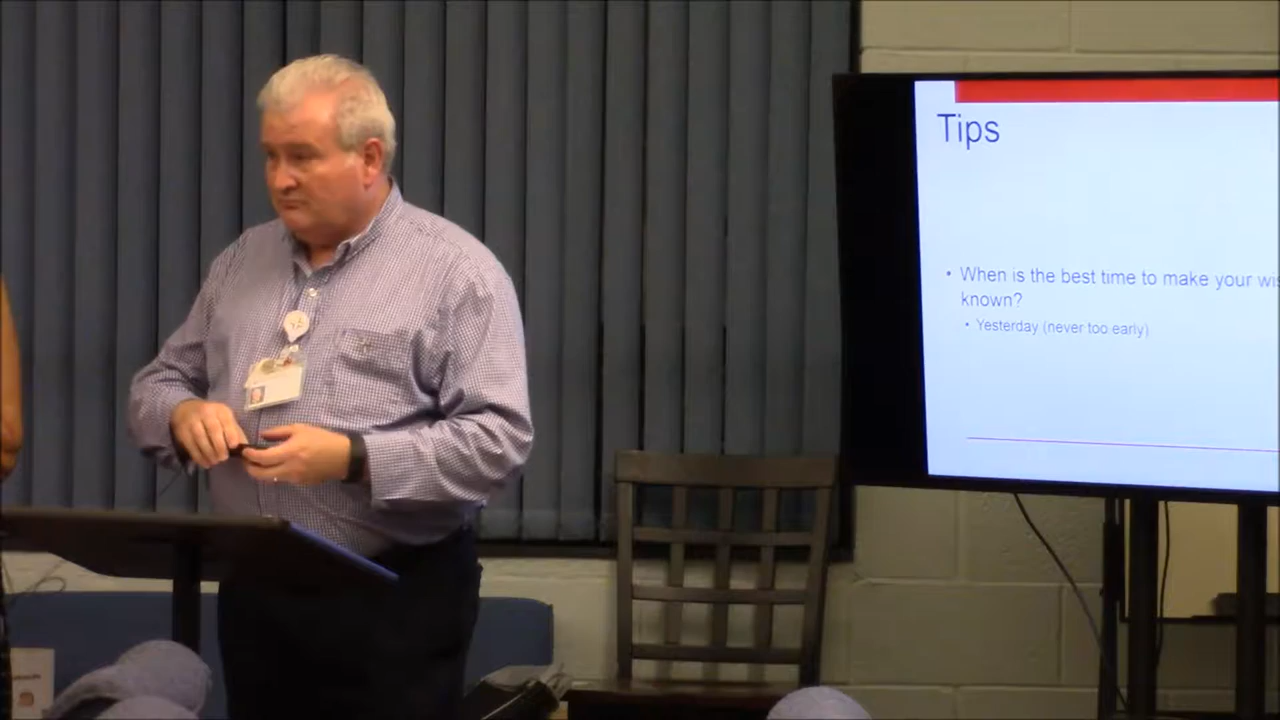 Tips
• When is the best time to make your wis
known?
• Yesterday (never too early)